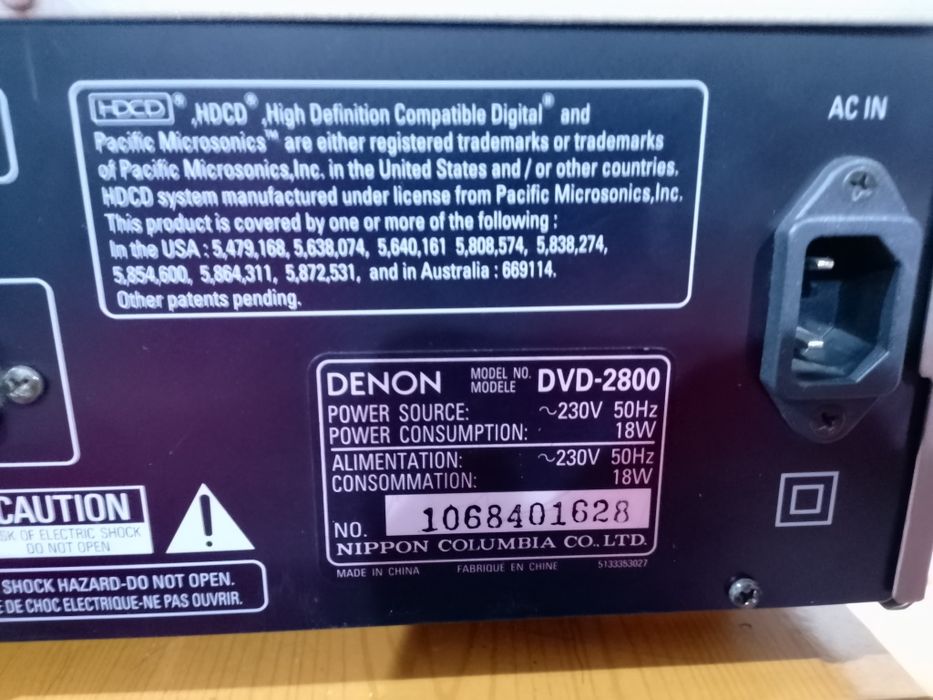 HDCD® ,HDCD® ,High Definition Compatible Digital® and
Pacific Microsonics™ are either registered trademarks or trademarks
of Pacific Microsonics,Inc. in the United States and / or other countries.
HDCD system manufactured under license from Pacific Microsonics,Inc.
This product is covered by one or more of the following :
In the USA : 5,479,168, 5,638,074, 5,640,161 5,808,574, 5,838,274,
5,854,600, 5,864,311, 5,872,531, and in Australia : 669114.
Other patents pending.
AC IN
DENON MODEL NO. MODELE DVD-2800
POWER SOURCE: ~230V 50Hz
POWER CONSUMPTION: 18W
ALIMENTATION: ~230V 50Hz
CONSOMMATION: 18W
NO. 1068401628
NIPPON COLUMBIA CO., LTD.
MADE IN CHINA FABRIQUE EN CHINE 5133353027
CAUTION
OF ELECTRIC SHOCK
DO NOT OPEN
SHOCK HAZARD-DO NOT OPEN.
DE CHOC ELECTRIQUE-NE PAS OUVRIR.